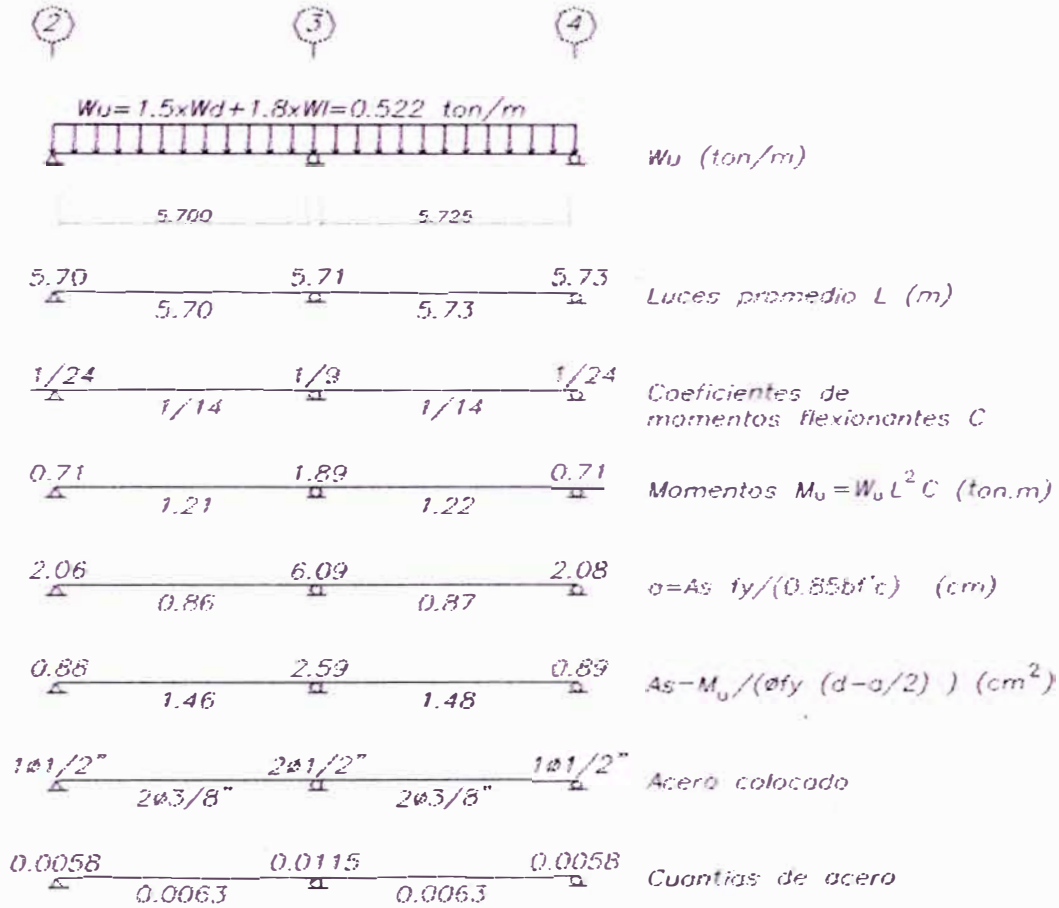 2 3 4
Wu=1.5xWd+1.8xWl=0.522 ton/m
Wu (ton/m)
5.700 5.725
5.70 5.71 5.73
5.70 5.73
Luces promedio L (m)
1/24 1/9 1/24
1/14 1/14
Coeficientes de
momentos flexionantes C
0.71 1.89 0.71
1.21 1.22
Momentos Mu=WuL²C (ton.m)
2.06 6.09 2.08
0.86 0.87
a=As fy/(0.85bf'c) (cm)
0.88 2.59 0.89
1.46 1.48
As=Mu/(øfy (d-a/2) ) (cm²)
1ø1/2" 2ø1/2" 1ø1/2"
2ø3/8" 2ø3/8"
Acero colocado
0.0058 0.0115 0.0058
0.0063 0.0063
Cuantias de acero